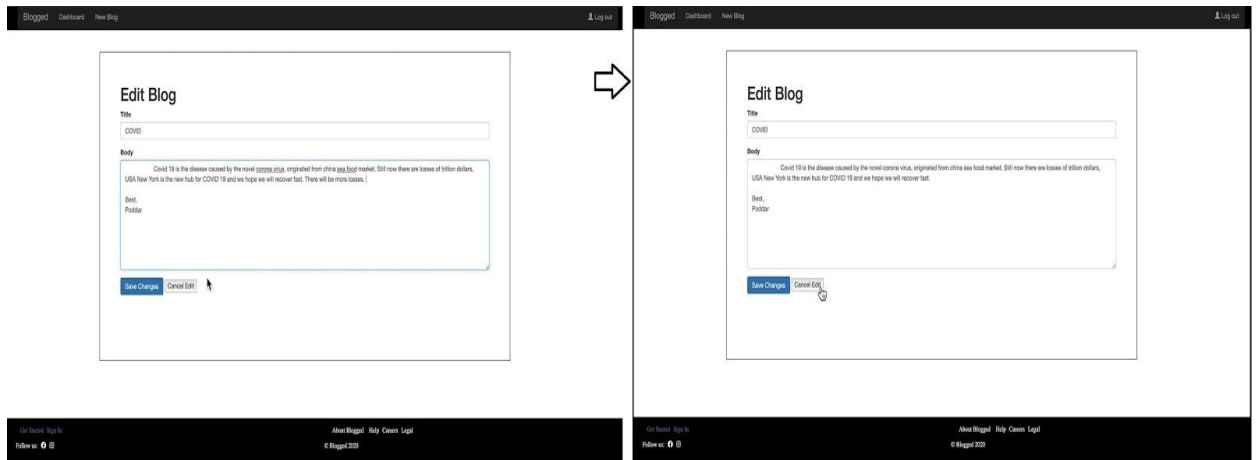 Blogged Dashboard New Blog Log out
Edit Blog
Title
COVID
Body
Covid 19 is the disease caused by the novel corona virus, originated from china sea food market. Still now there are losses of trillion dollars,
USA New York is the new hub for COVID 19 and we hope we will recover fast. There will be more losses.
Best,
Poddar
Save Changes Cancel Edit
Get Started Sign In About Blogged Help Careers Legal
Follow us: © Blogged 2020
Blogged Dashboard New Blog Log out
Edit Blog
Title
COVID
Body
Covid 19 is the disease caused by the novel corona virus, originated from china sea food market. Still now there are losses of trillion dollars,
USA New York is the new hub for COVID 19 and we hope we will recover fast.
Best,
Poddar
Save Changes Cancel Edit
Get Started Sign In About Blogged Help Careers Legal
Follow us: © Blogged 2020